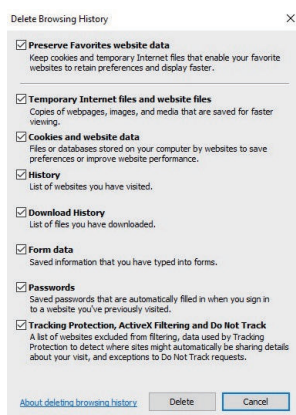 Delete Browsing History
Preserve Favorites website data
Keep cookies and temporary Internet files that enable your favorite
websites to retain preferences and display faster.
Temporary Internet files and website files
Copies of webpages, images, and media that are saved for faster
viewing.
Cookies and website data
Files or databases stored on your computer by websites to save
preferences or improve website performance.
History
List of websites you have visited.
Download History
List of files you have downloaded.
Form data
Saved information that you have typed into forms.
Passwords
Saved passwords that are automatically filled in when you sign in
to a website you've previously visited.
Tracking Protection, ActiveX Filtering and Do Not Track
A list of websites excluded from filtering, data used by Tracking
Protection to detect where sites might automatically be sharing details
about your visit, and exceptions to Do Not Track requests.
About deleting browsing history
Delete
Cancel